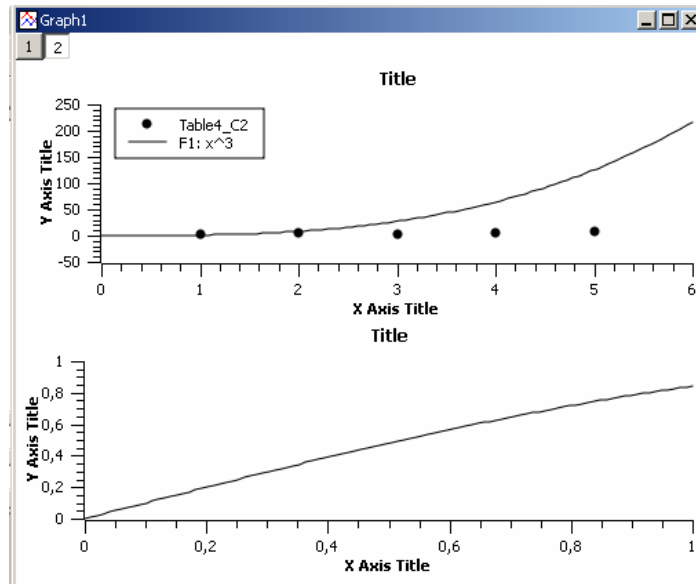 Graph1
1 2
Title
250
200
150
100
50
0
-50
Y Axis Title
Table4_C2
F1: x^3
0 1 2 3 4 5 6
X Axis Title
Title
1
0,8
0,6
0,4
0,2
0
Y Axis Title
0 0,2 0,4 0,6 0,8 1
X Axis Title